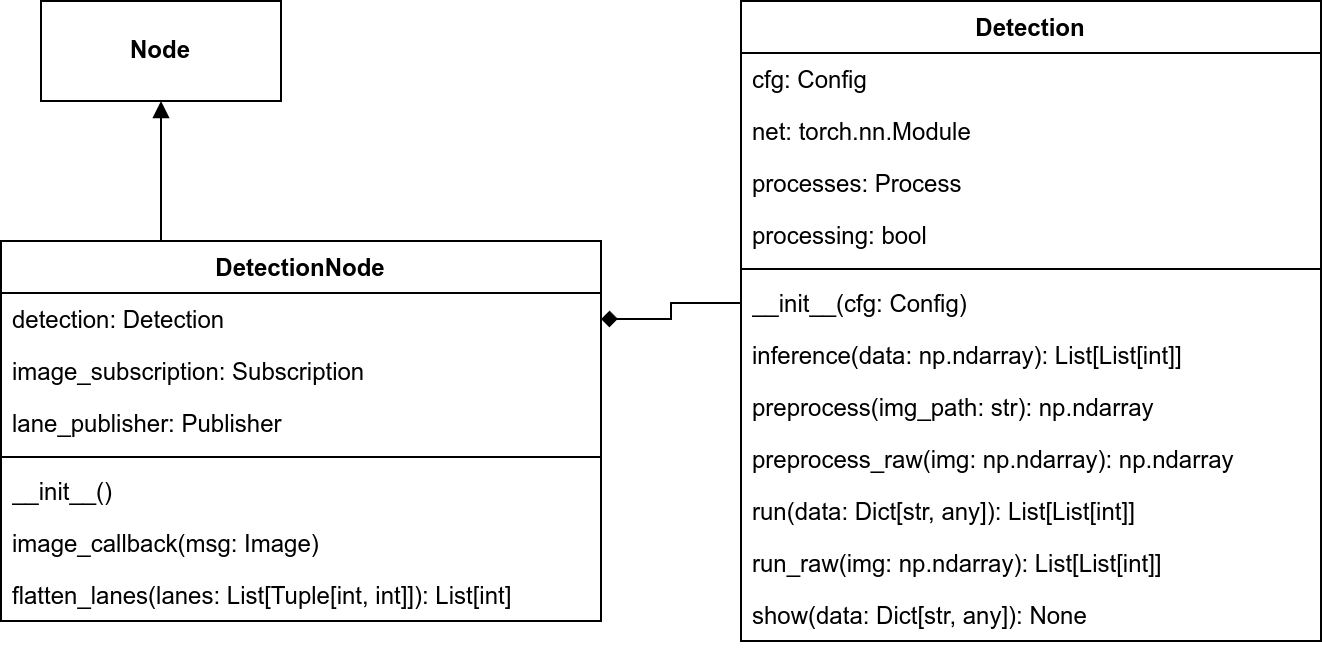 Node
DetectionNode
detection: Detection
image_subscription: Subscription
lane_publisher: Publisher
__init__()
image_callback(msg: Image)
flatten_lanes(lanes: List[Tuple[int, int]]): List[int]
Detection
cfg: Config
net: torch.nn.Module
processes: Process
processing: bool
__init__(cfg: Config)
inference(data: np.ndarray): List[List[int]]
preprocess(img_path: str): np.ndarray
preprocess_raw(img: np.ndarray): np.ndarray
run(data: Dict[str, any]): List[List[int]]
run_raw(img: np.ndarray): List[List[int]]
show(data: Dict[str, any]): None